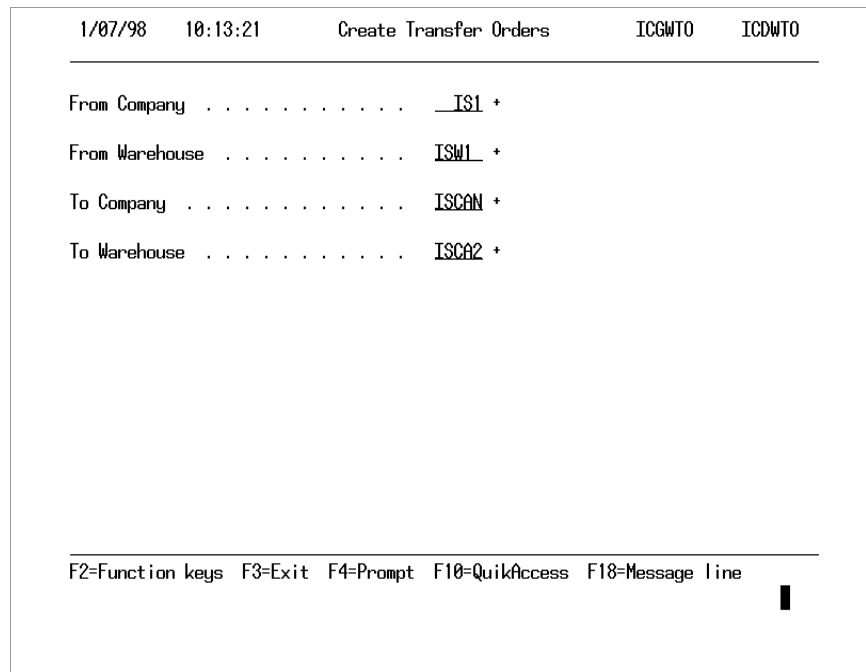 1/07/98 10:13:21 Create Transfer Orders ICGWTO ICDWTO
From Company . . . . . . . . . . . IS1 +
From Warehouse . . . . . . . . . . ISW1 +
To Company . . . . . . . . . . . . ISCAN +
To Warehouse . . . . . . . . . . . ISCA2 +
F2=Function keys F3=Exit F4=Prompt F10=QuikAccess F18=Message line